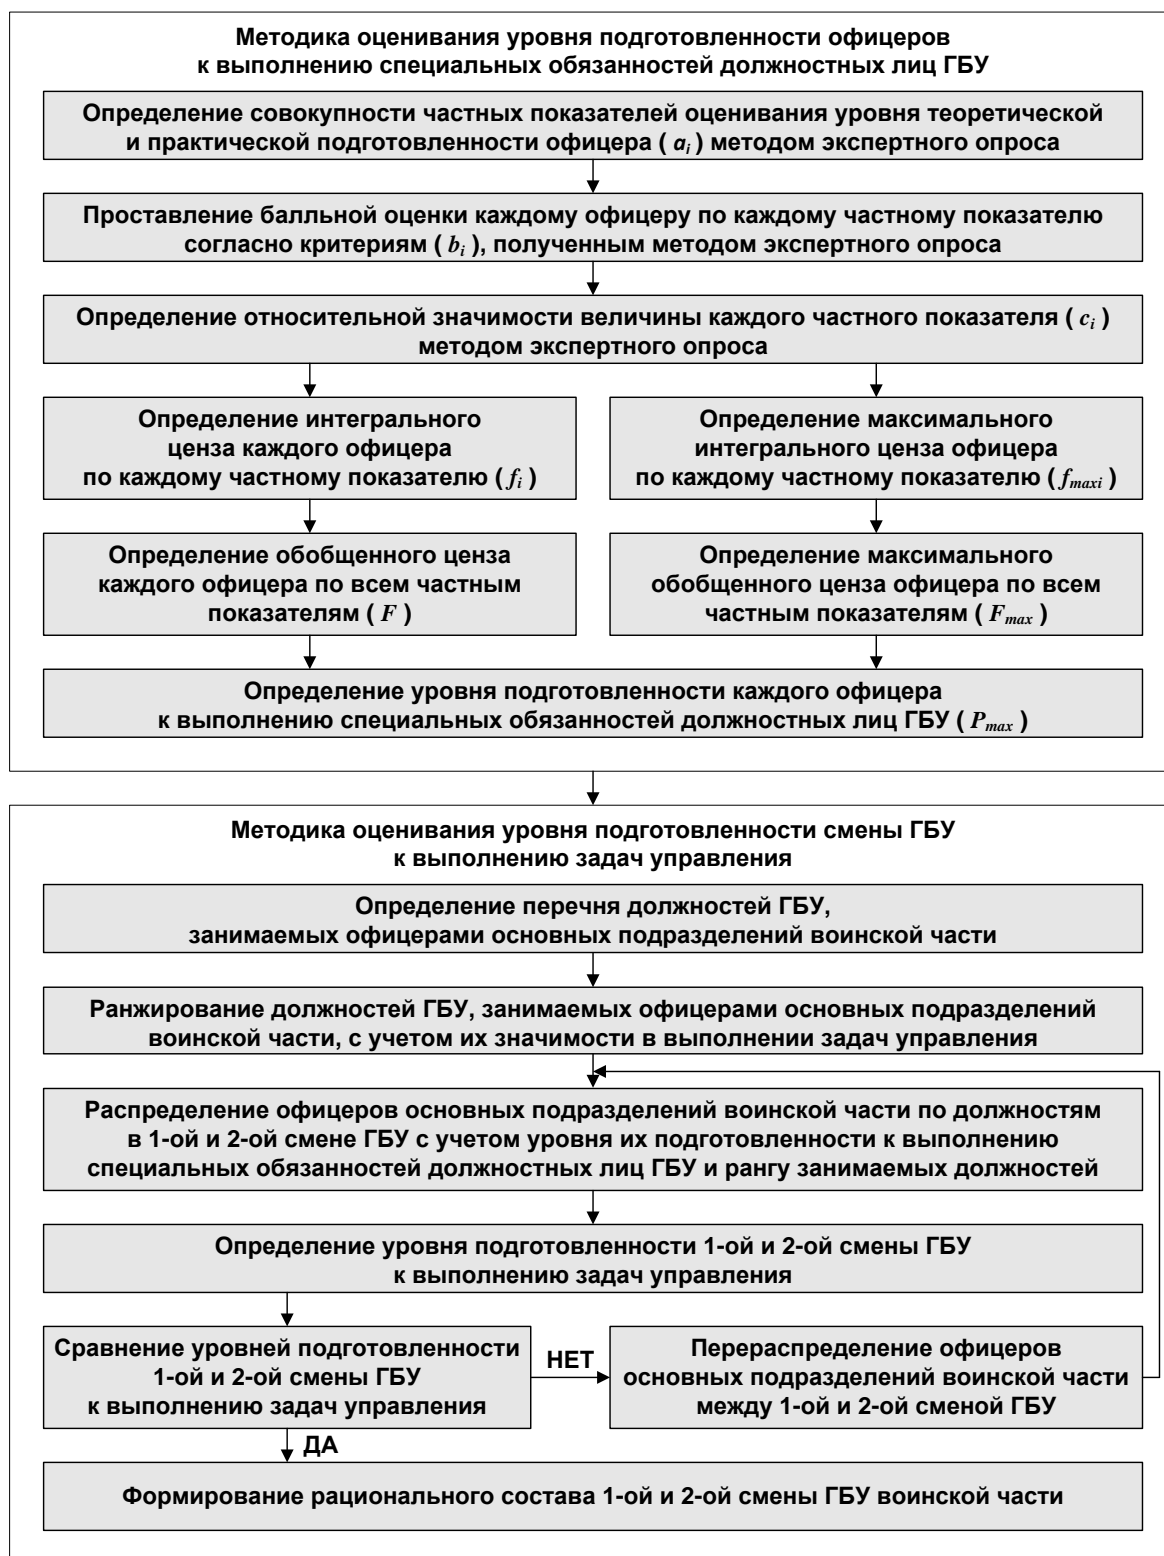 Методика оценивания уровня подготовленности офицеров
к выполнению специальных обязанностей должностных лиц ГБУ
Определение совокупности частных показателей оценивания уровня теоретической
и практической подготовленности офицера ( a_i ) методом экспертного опроса
Проставление балльной оценки каждому офицеру по каждому частному показателю
согласно критериям ( b_i ), полученным методом экспертного опроса
Определение относительной значимости величины каждого частного показателя ( c_i )
методом экспертного опроса
Определение интегрального
ценза каждого офицера
по каждому частному показателю ( f_i )
Определение максимального
интегрального ценза офицера
по каждому частному показателю ( f_maxi )
Определение обобщенного ценза
каждого офицера по всем частным
показателям ( F )
Определение максимального
обобщенного ценза офицера по всем
частным показателям ( F_max )
Определение уровня подготовленности каждого офицера
к выполнению специальных обязанностей должностных лиц ГБУ ( P_max )
Методика оценивания уровня подготовленности смены ГБУ
к выполнению задач управления
Определение перечня должностей ГБУ,
занимаемых офицерами основных подразделений воинской части
Ранжирование должностей ГБУ, занимаемых офицерами основных подразделений
воинской части, с учетом их значимости в выполнении задач управления
Распределение офицеров основных подразделений воинской части по должностям
в 1-ой и 2-ой смене ГБУ с учетом уровня их подготовленности к выполнению
специальных обязанностей должностных лиц ГБУ и рангу занимаемых должностей
Определение уровня подготовленности 1-ой и 2-ой смены ГБУ
к выполнению задач управления
Сравнение уровней подготовленности
1-ой и 2-ой смены ГБУ
к выполнению задач управления
НЕТ
Перераспределение офицеров
основных подразделений воинской части
между 1-ой и 2-ой сменой ГБУ
ДА
Формирование рационального состава 1-ой и 2-ой смены ГБУ воинской части